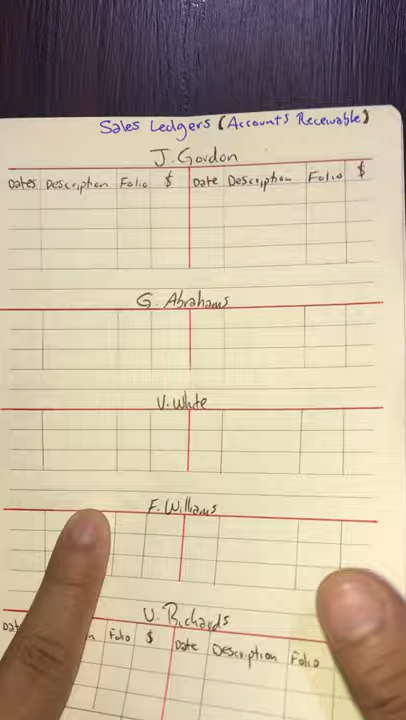 Sales Ledgers (Accounts Receivable)
J. Gordon
Dates Description Folio $ Date Description Folio $
G. Abrahams
V. White
F. Williams
U. Richards
Folio $ Date Description Folio